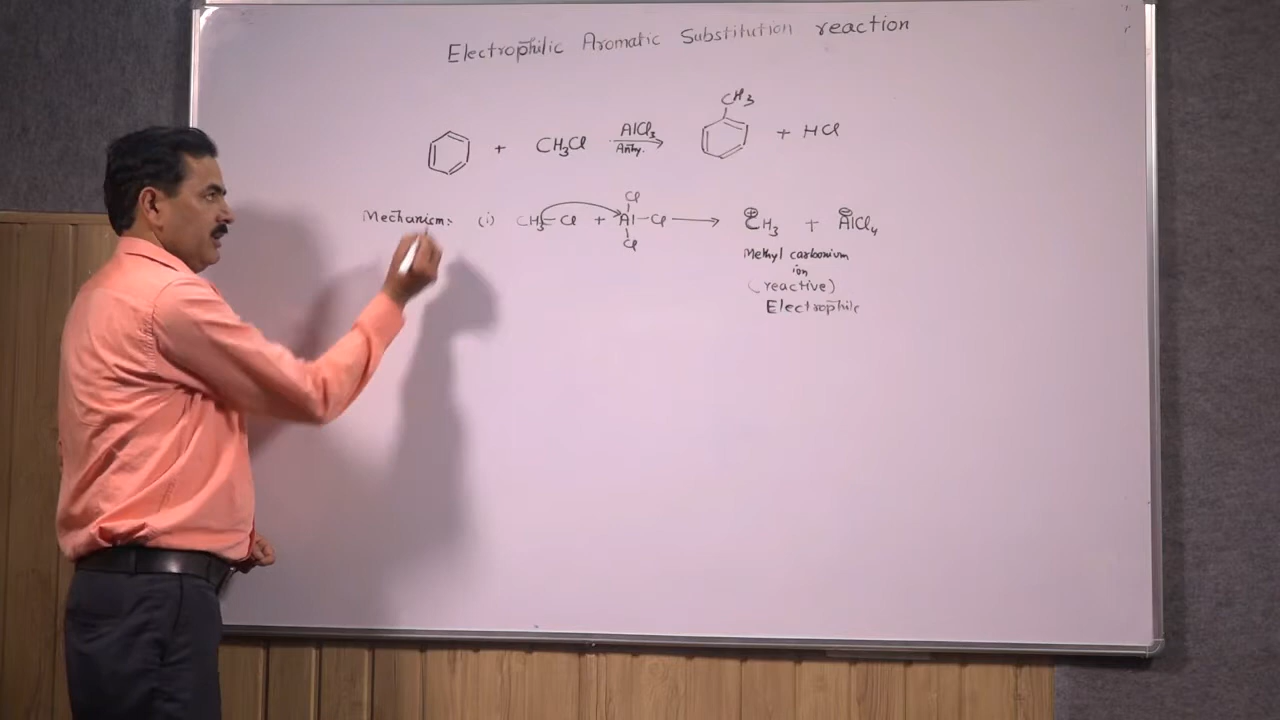 Electrophilic Aromatic Substitution reaction
CH3
+ CH3Cl AlCl3 + HCl
Anhy.
Cl
Mechanism: (i) CH3-Cl + Al-Cl ⟶ ⊕CH3 + ⊖AlCl4
Cl
Methyl carbonium
ion
(reactive)
Electrophile